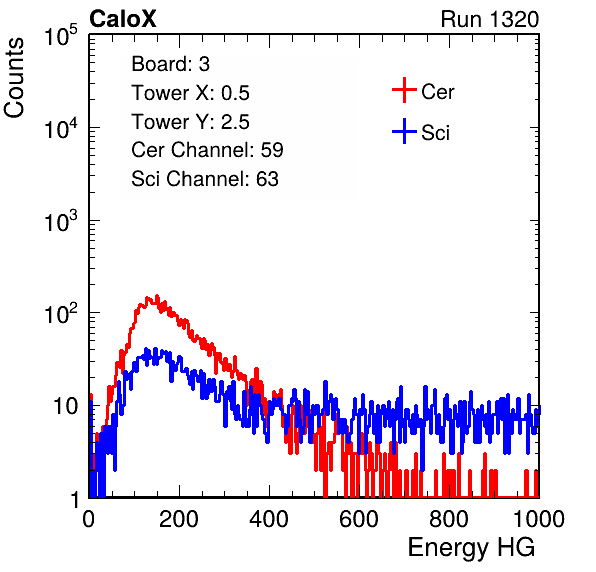 CaloX Run 1320
Counts
Board: 3
Tower X: 0.5
Tower Y: 2.5
Cer Channel: 59
Sci Channel: 63
Cer
Sci
10^5
10^4
10^3
10^2
10
1
0 200 400 600 800 1000
Energy HG